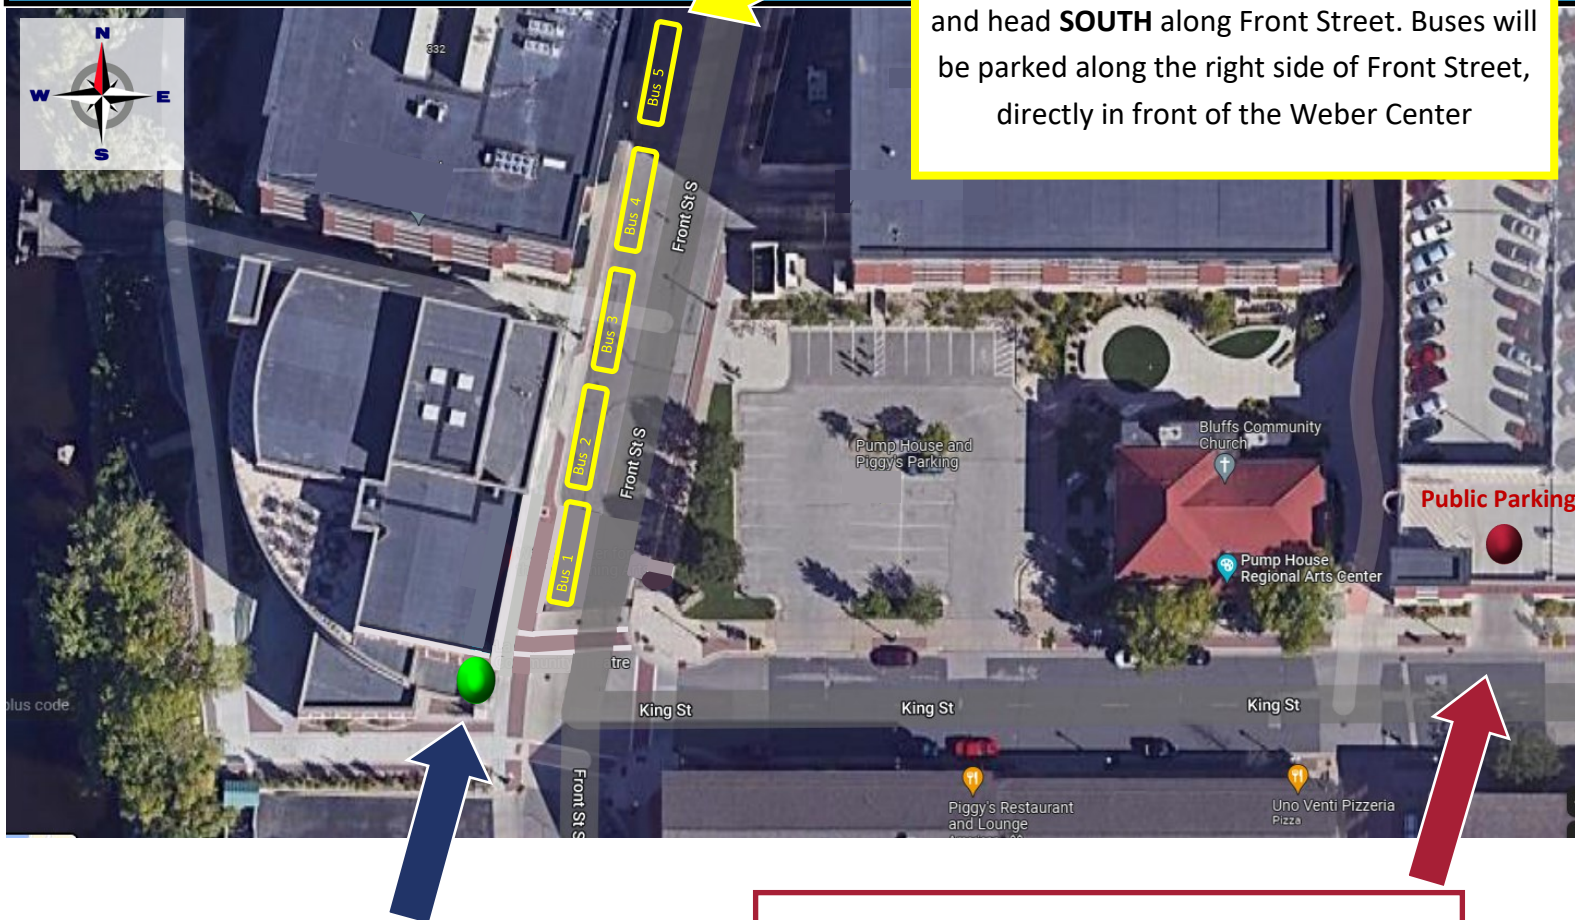 and head SOUTH along Front Street. Buses will
be parked along the right side of Front Street,
directly in front of the Weber Center
N
W
E
S
332
Bus 5
Bus 4
Front St S
Bus 3
Bus 2
Front St S
Bus 1
Pump House and
Piggy's Parking
Bluffs Community
Church
Public Parking
Pump House
Regional Arts Center
tre
plus code
King St
King St
King St
Front St S
Piggy's Restaurant
and Lounge
Uno Venti Pizzeria
Pizza